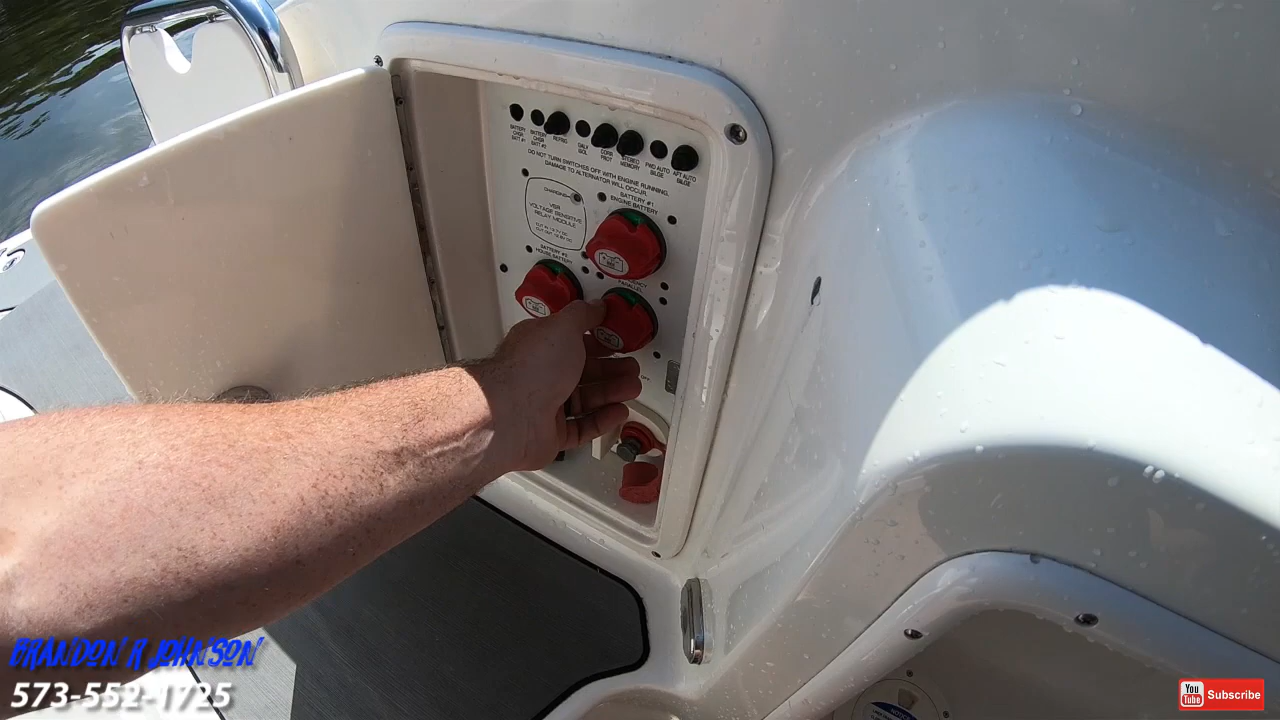 BATTERY CHGR BATT #1
BATTERY CHGR BATT #2
REFRIG
CORR PROT
STEREO MEMORY
FWD AUTO BILGE
AFT AUTO BILGE
DO NOT TURN SWITCHES OFF WITH ENGINE RUNNING.
DAMAGE TO ALTERNATOR WILL OCCUR.
CHARGING
VSR
VOLTAGE SENSITIVE
RELAY MODULE
BATTERY #1
ENGINE BATTERY
BATTERY #2
HOUSE BATTERY
PARALLEL
BRANDON R JOHNSON
573-552-1725
You Tube Subscribe